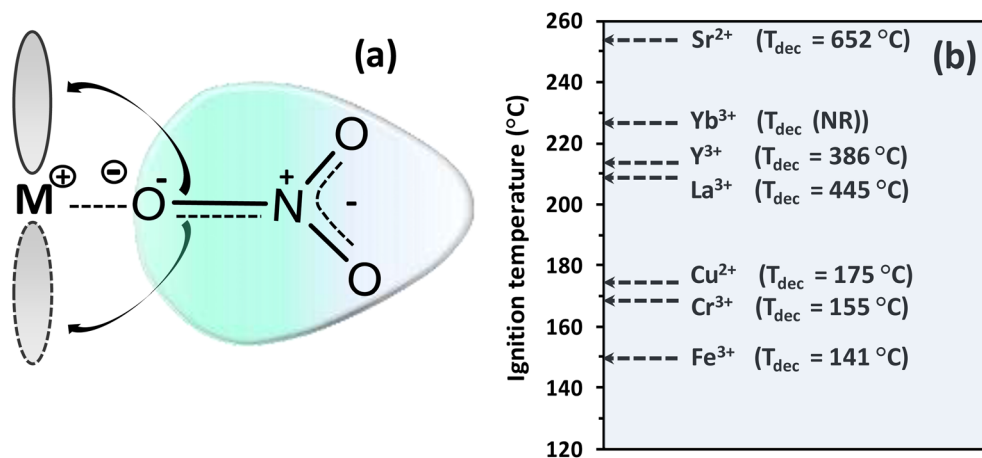 (a)
M⊕
⊖
O-
N+
O
-
O
(b)
Ignition temperature (°C)
260
240
220
200
180
160
140
120
Sr2+ (Tdec = 652 °C)
Yb3+ (Tdec (NR))
Y3+ (Tdec = 386 °C)
La3+ (Tdec = 445 °C)
Cu2+ (Tdec = 175 °C)
Cr3+ (Tdec = 155 °C)
Fe3+ (Tdec = 141 °C)